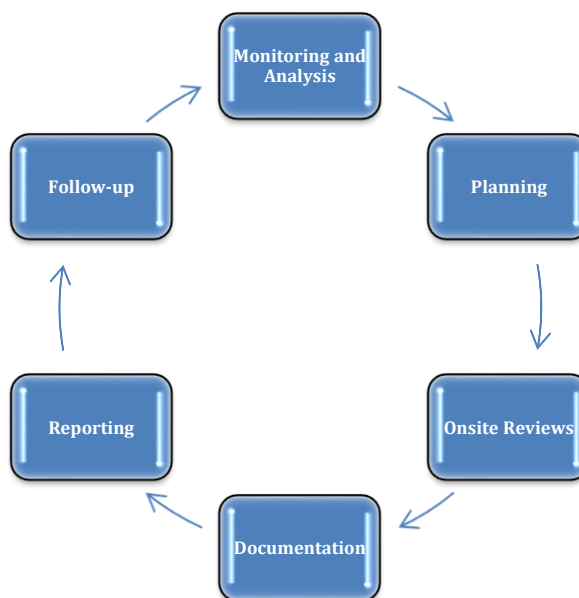 Monitoring and
Analysis
Planning
Onsite Reviews
Documentation
Reporting
Follow-up